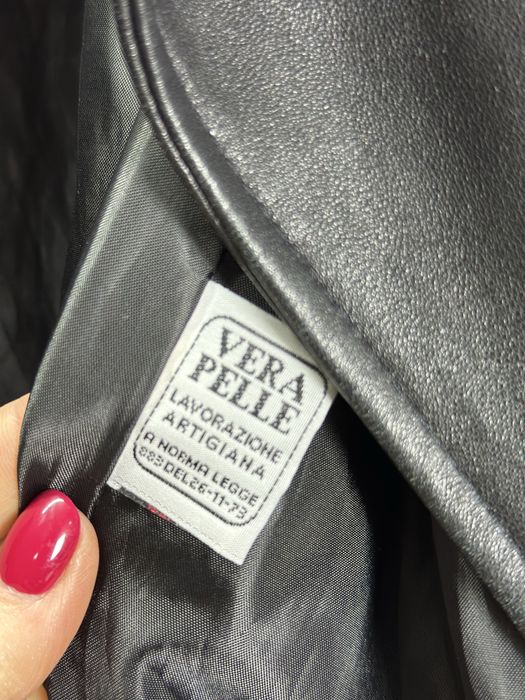 VERA
PELLE
LAVORAZIONE
ARTIGIANA
A NORMA LEGGE
883 DEL 26-11-73